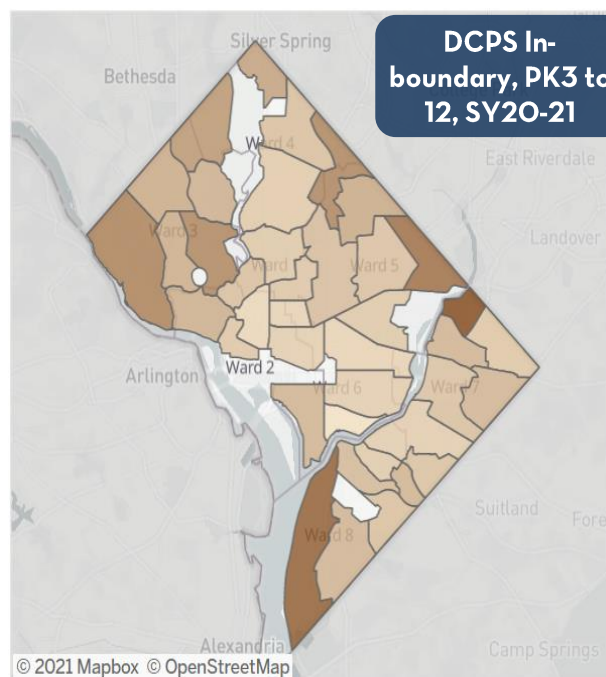 DCPS In-
boundary, PK3 to
12, SY20-21
Silver Spring
Bethesda
Ward 4
East Riverdale
Landover
Ward 3
Ward
Ward 5
Ward 2
Arlington
Ward 6
Ward 7
Suitland
Fore
Ward 8
Alexandria
Camp Springs
© 2021 Mapbox © OpenStreetMap